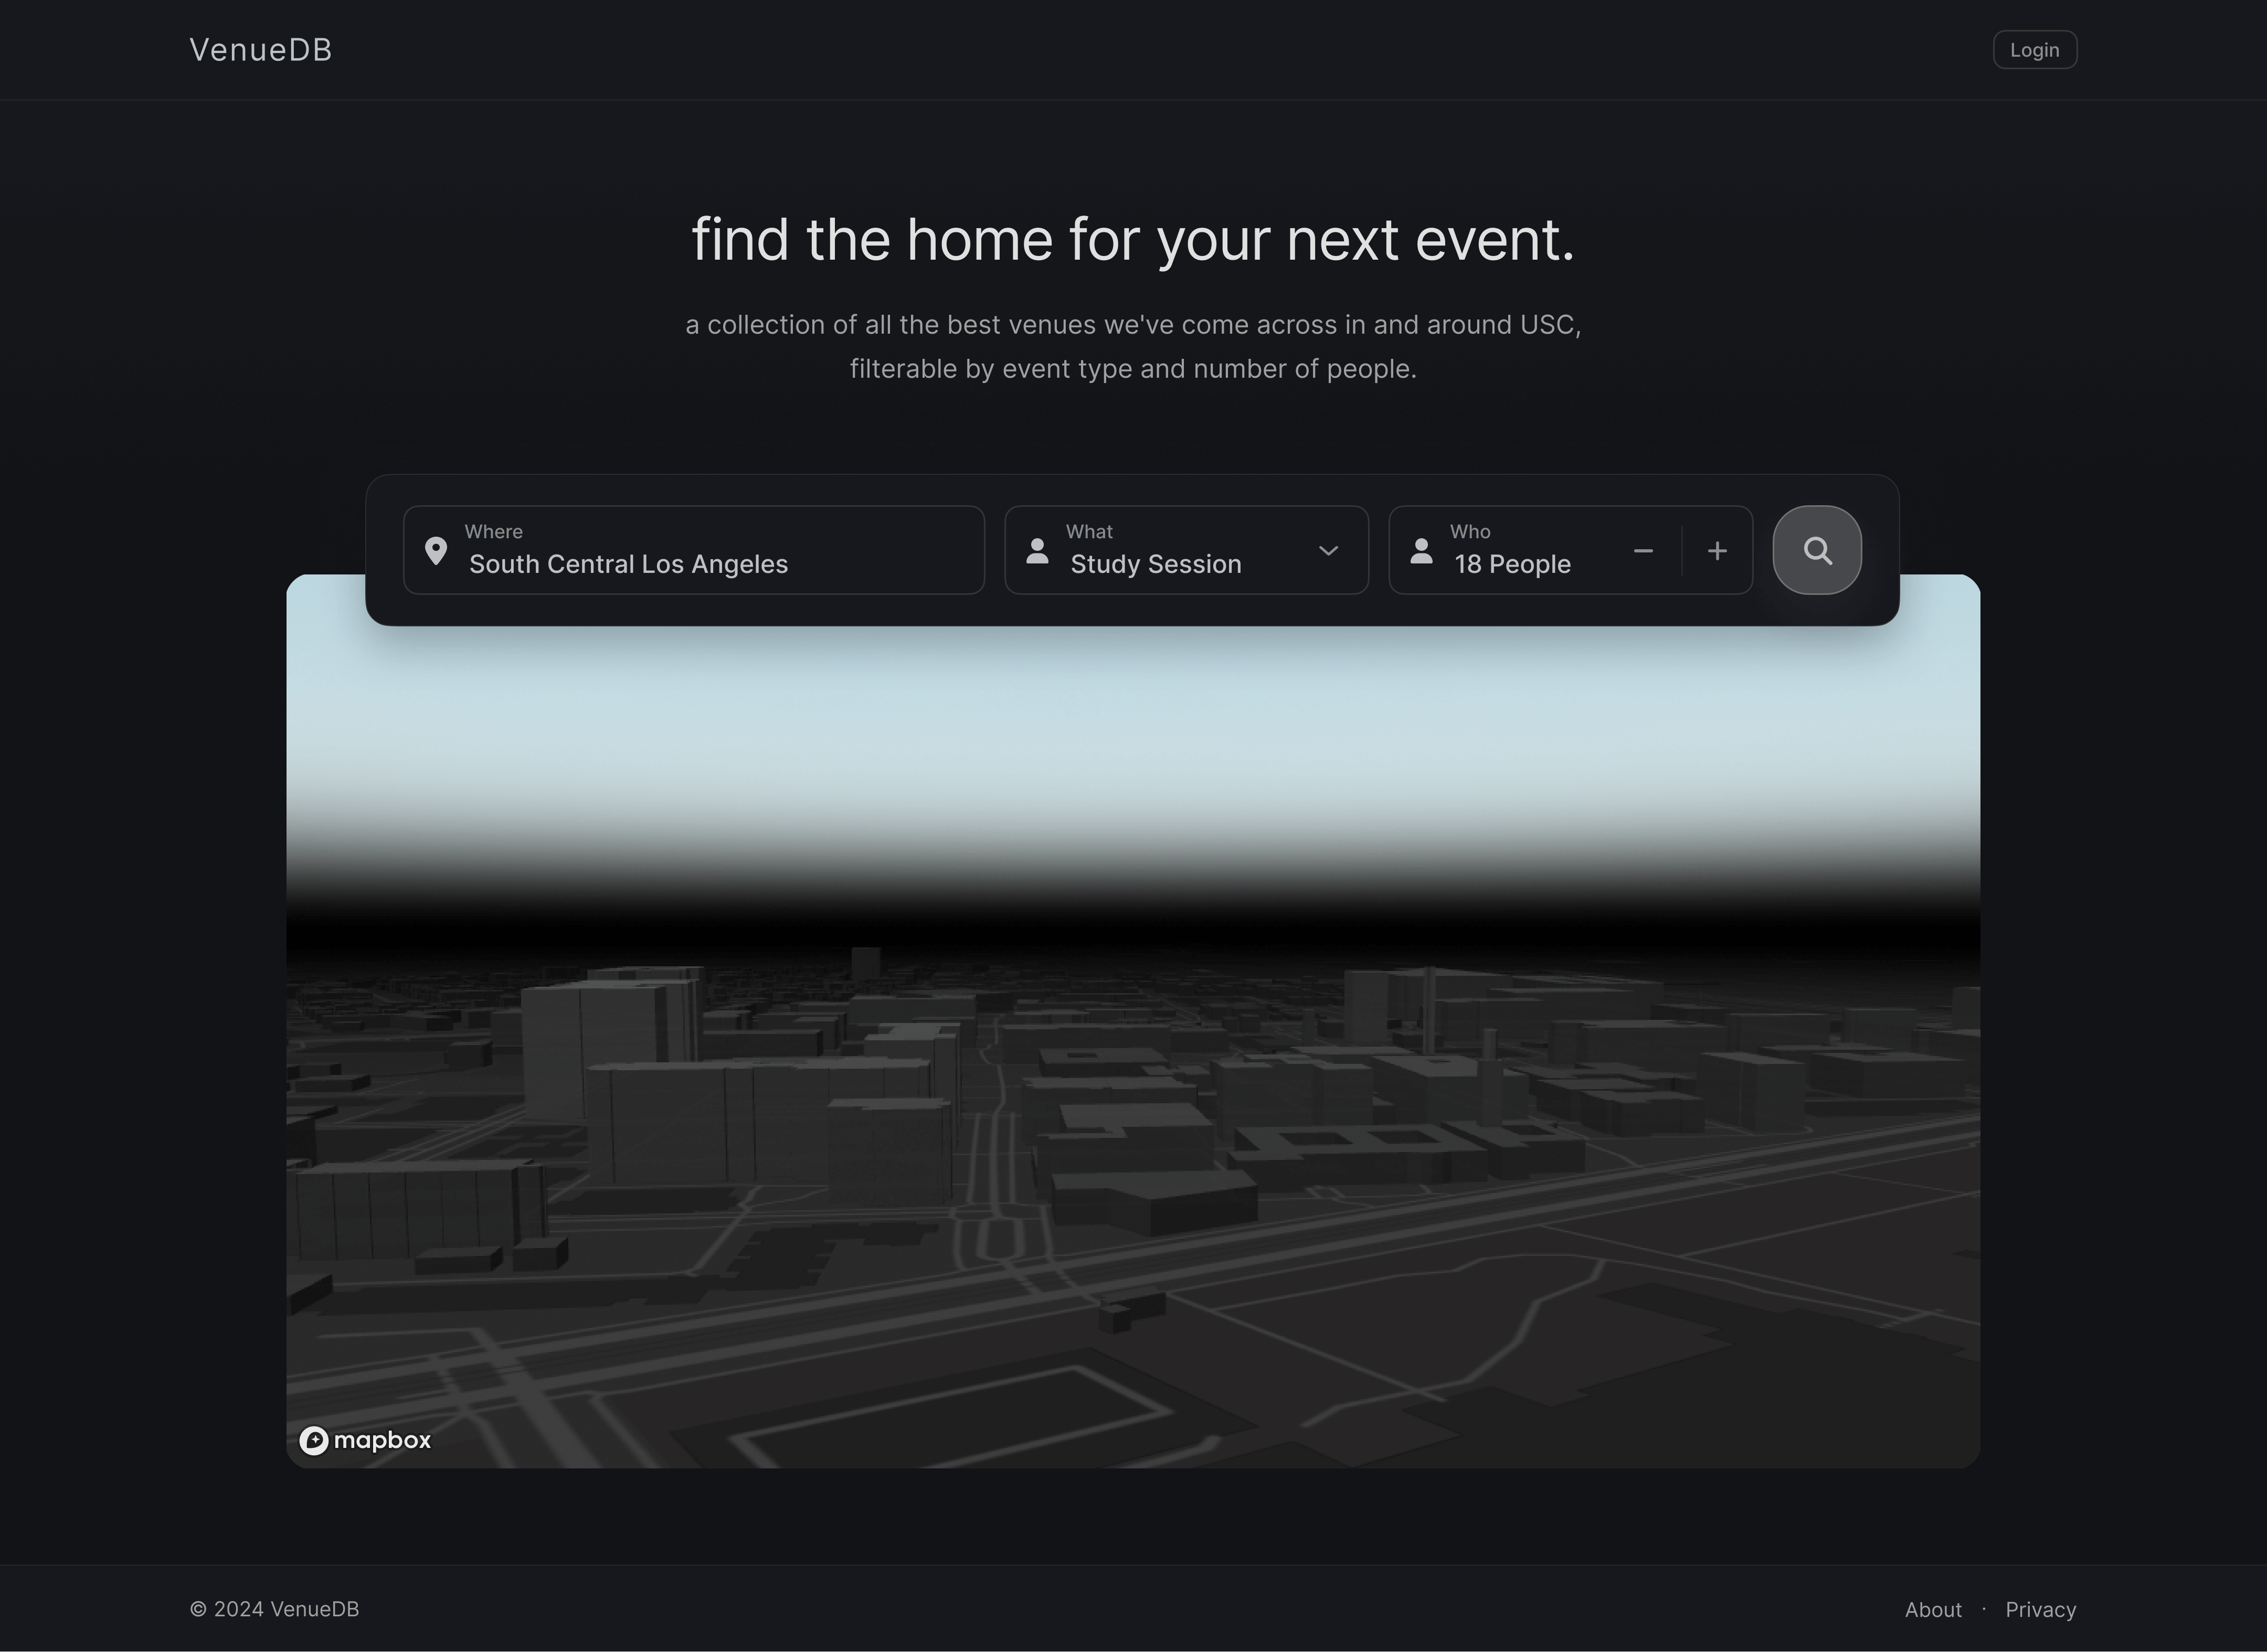 VenueDB
Login
find the home for your next event.
a collection of all the best venues we've come across in and around USC,
filterable by event type and number of people.
Where
South Central Los Angeles
What
Study Session
Who
18 People
mapbox
© 2024 VenueDB
About · Privacy